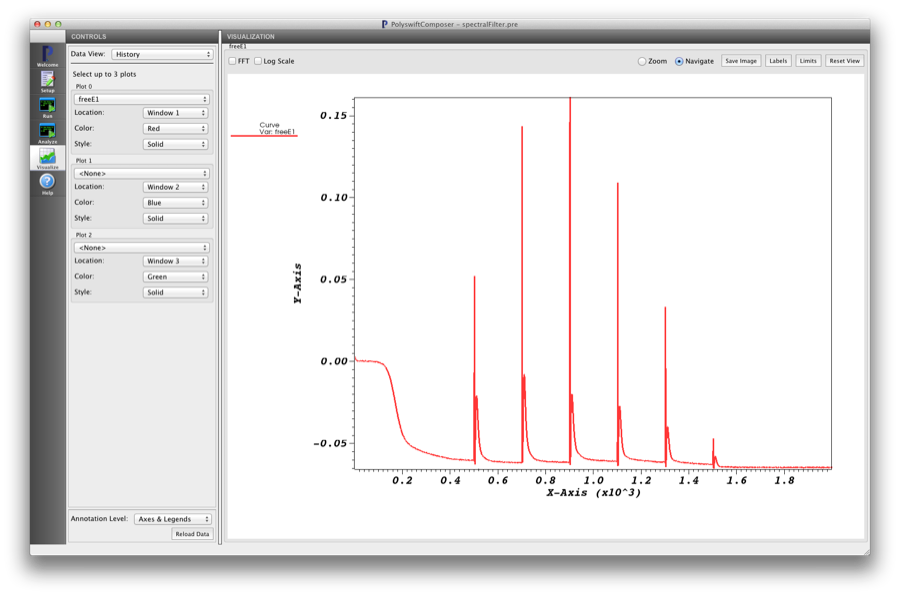 PolyswiftComposer – spectralFilter.pre
CONTROLS
VISUALIZATION
Welcome
Setup
Run
Analyze
Visualize
Help
Data View: History
Select up to 3 plots
Plot 0
freeE1
Location: Window 1
Color: Red
Style: Solid
Plot 1
<None>
Location: Window 2
Color: Blue
Style: Solid
Plot 2
<None>
Location: Window 3
Color: Green
Style: Solid
Annotation Level: Axes & Legends
Reload Data
freeE1
FFT Log Scale Zoom Navigate Save Image Labels Limits Reset View
Curve
Var: freeE1
0.15
0.10
0.05
0.00
-0.05
Y-Axis
0.2 0.4 0.6 0.8 1.0 1.2 1.4 1.6 1.8
X-Axis (x10^3)